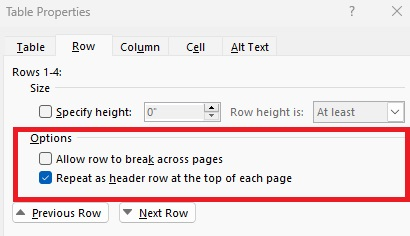 Table Properties ? ×
Table Row Column Cell Alt Text
Rows 1-4:
Size
Specify height: 0" Row height is: At least
Options
Allow row to break across pages
Repeat as header row at the top of each page
Previous Row Next Row